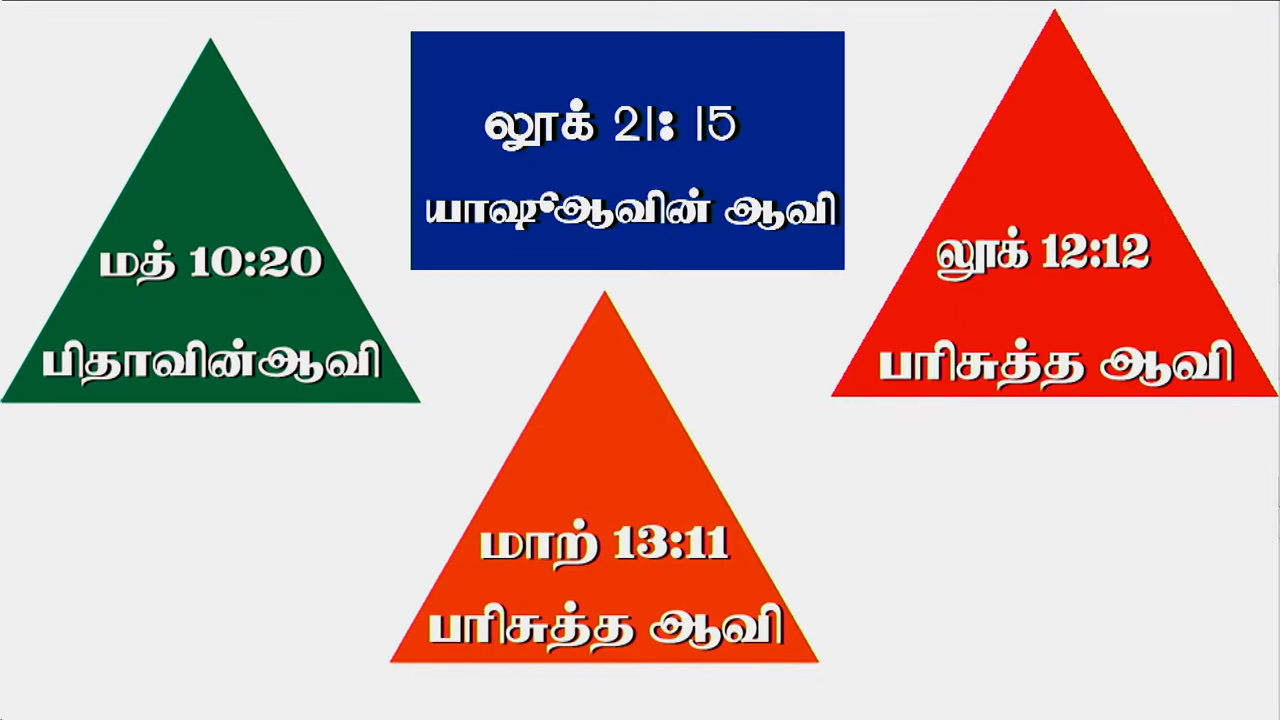 மத் 10:20
பிதாவின்ஆவி
லூக் 21: 15
யாஷூஆவின் ஆவி
லூக் 12:12
பரிசுத்த ஆவி
மாற் 13:11
பரிசுத்த ஆவி